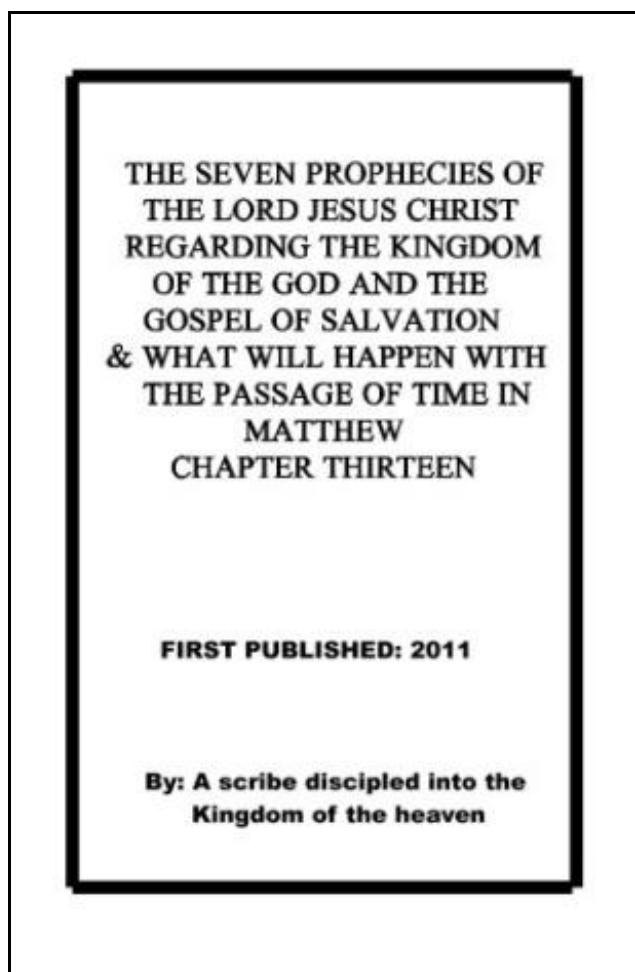 THE SEVEN PROPHECIES OF
THE LORD JESUS CHRIST
REGARDING THE KINGDOM
OF THE GOD AND THE
GOSPEL OF SALVATION
& WHAT WILL HAPPEN WITH
THE PASSAGE OF TIME IN
MATTHEW
CHAPTER THIRTEEN
FIRST PUBLISHED: 2011
By: A scribe discipled into the
Kingdom of the heaven